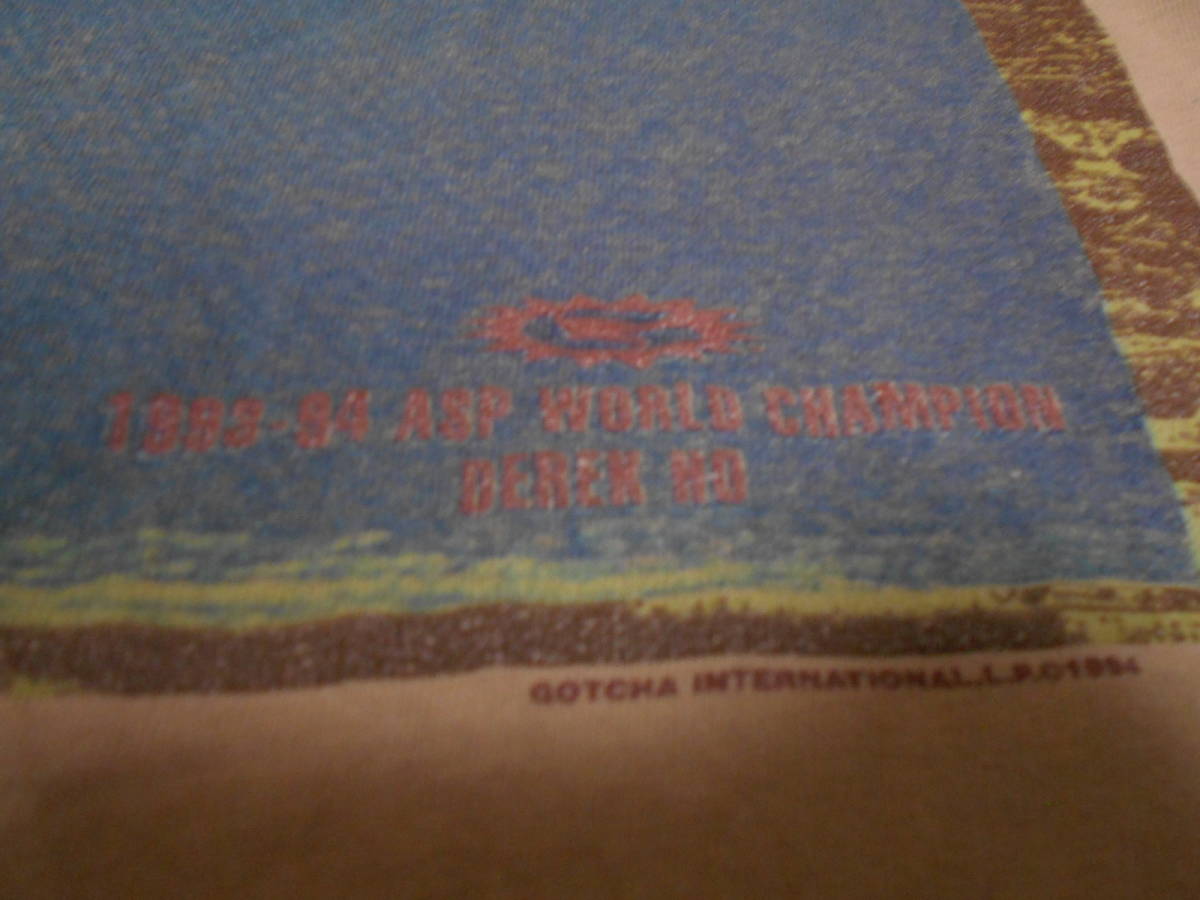 1993-94 ASP WORLD CHAMPION
DEREK HO
GOTCHA INTERNATIONAL.L.P.©1994